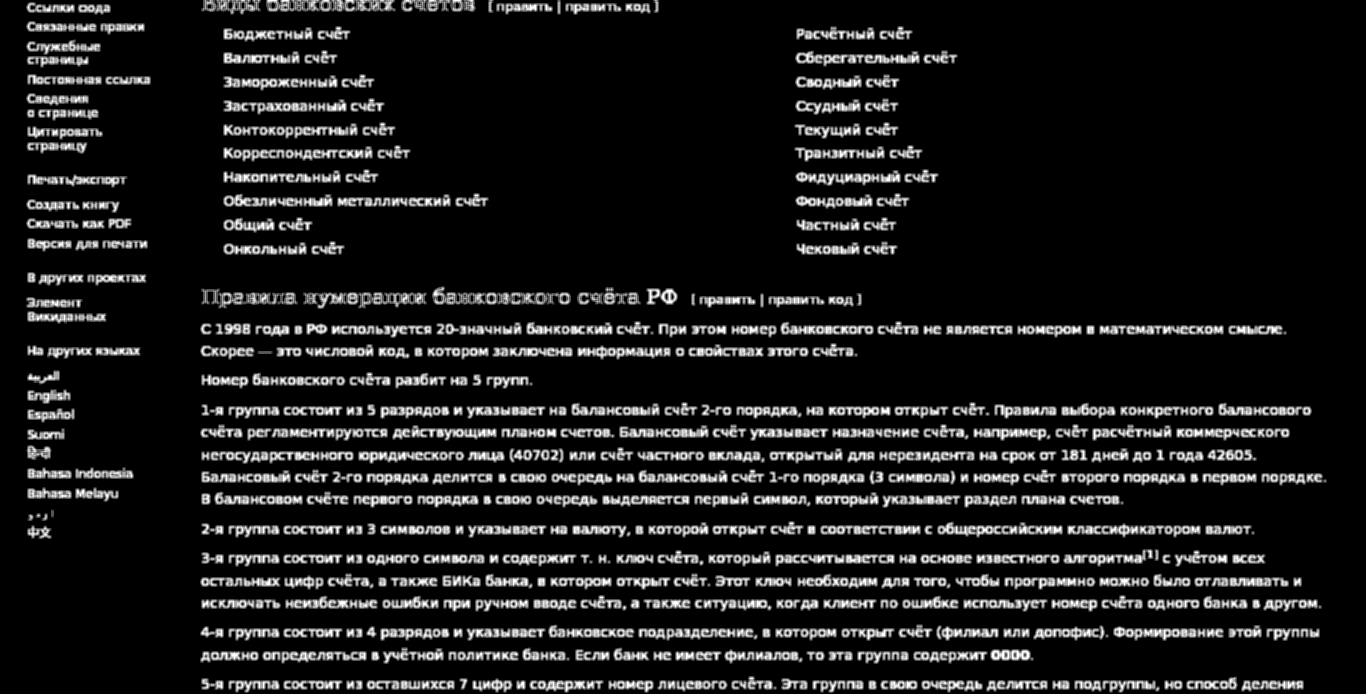 Ссылки сюда
Связанные правки
Служебные
страницы
Постоянная ссылка
Сведения
о странице
Цитировать
страницу
Печать/экспорт
Создать книгу
Скачать как PDF
Версия для печати
В других проектах
Элемент
Викиданных
На других языках
العربية
English
Español
Suomi
हिन्दी
Bahasa Indonesia
Bahasa Melayu
اردو
中文
Виды банковских счетов [ править | править код ]
Бюджетный счёт
Валютный счёт
Замороженный счёт
Застрахованный счёт
Контокоррентный счёт
Корреспондентский счёт
Накопительный счёт
Обезличенный металлический счёт
Общий счёт
Онкольный счёт
Расчётный счёт
Сберегательный счёт
Сводный счёт
Ссудный счёт
Текущий счёт
Транзитный счёт
Фидуциарный счёт
Фондовый счёт
Частный счёт
Чековый счёт
Правила нумерации банковского счёта РФ [ править | править код ]
С 1998 года в РФ используется 20-значный банковский счёт. При этом номер банковского счёта не является номером в математическом смысле.
Скорее — это числовой код, в котором заключена информация о свойствах этого счёта.
Номер банковского счёта разбит на 5 групп.
1-я группа состоит из 5 разрядов и указывает на балансовый счёт 2-го порядка, на котором открыт счёт. Правила выбора конкретного балансового
счёта регламентируются действующим планом счетов. Балансовый счёт указывает назначение счёта, например, счёт расчётный коммерческого
негосударственного юридического лица (40702) или счёт частного вклада, открытый для нерезидента на срок от 181 дней до 1 года 42605.
Балансовый счёт 2-го порядка делится в свою очередь на балансовый счёт 1-го порядка (3 символа) и номер счёт второго порядка в первом порядке.
В балансовом счёте первого порядка в свою очередь выделяется первый символ, который указывает раздел плана счетов.
2-я группа состоит из 3 символов и указывает на валюту, в которой открыт счёт в соответствии с общероссийским классификатором валют.
3-я группа состоит из одного символа и содержит т. н. ключ счёта, который рассчитывается на основе известного алгоритма[1] с учётом всех
остальных цифр счёта, а также БИКа банка, в котором открыт счёт. Этот ключ необходим для того, чтобы программно можно было отлавливать и
исключать неизбежные ошибки при ручном вводе счёта, а также ситуацию, когда клиент по ошибке использует номер счёта одного банка в другом.
4-я группа состоит из 4 разрядов и указывает банковское подразделение, в котором открыт счёт (филиал или допофис). Формирование этой группы
должно определяться в учётной политике банка. Если банк не имеет филиалов, то эта группа содержит 0000.
5-я группа состоит из оставшихся 7 цифр и содержит номер лицевого счёта. Эта группа в свою очередь делится на подгруппы, но способ деления